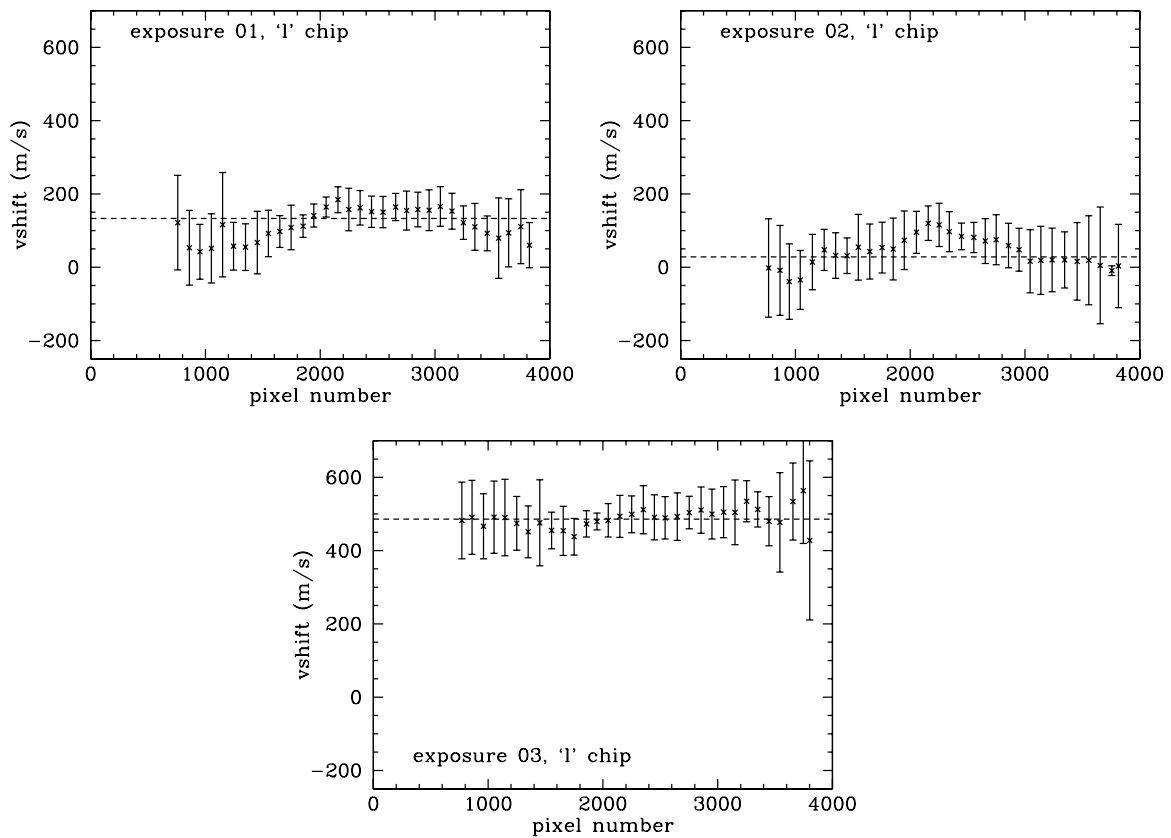 exposure 01, ‘l’ chip
600
400
200
0
−200
vshift (m/s)
0 1000 2000 3000 4000
pixel number
exposure 02, ‘l’ chip
600
400
200
0
−200
vshift (m/s)
0 1000 2000 3000 4000
pixel number
600
400
200
0
−200
vshift (m/s)
exposure 03, ‘l’ chip
0 1000 2000 3000 4000
pixel number